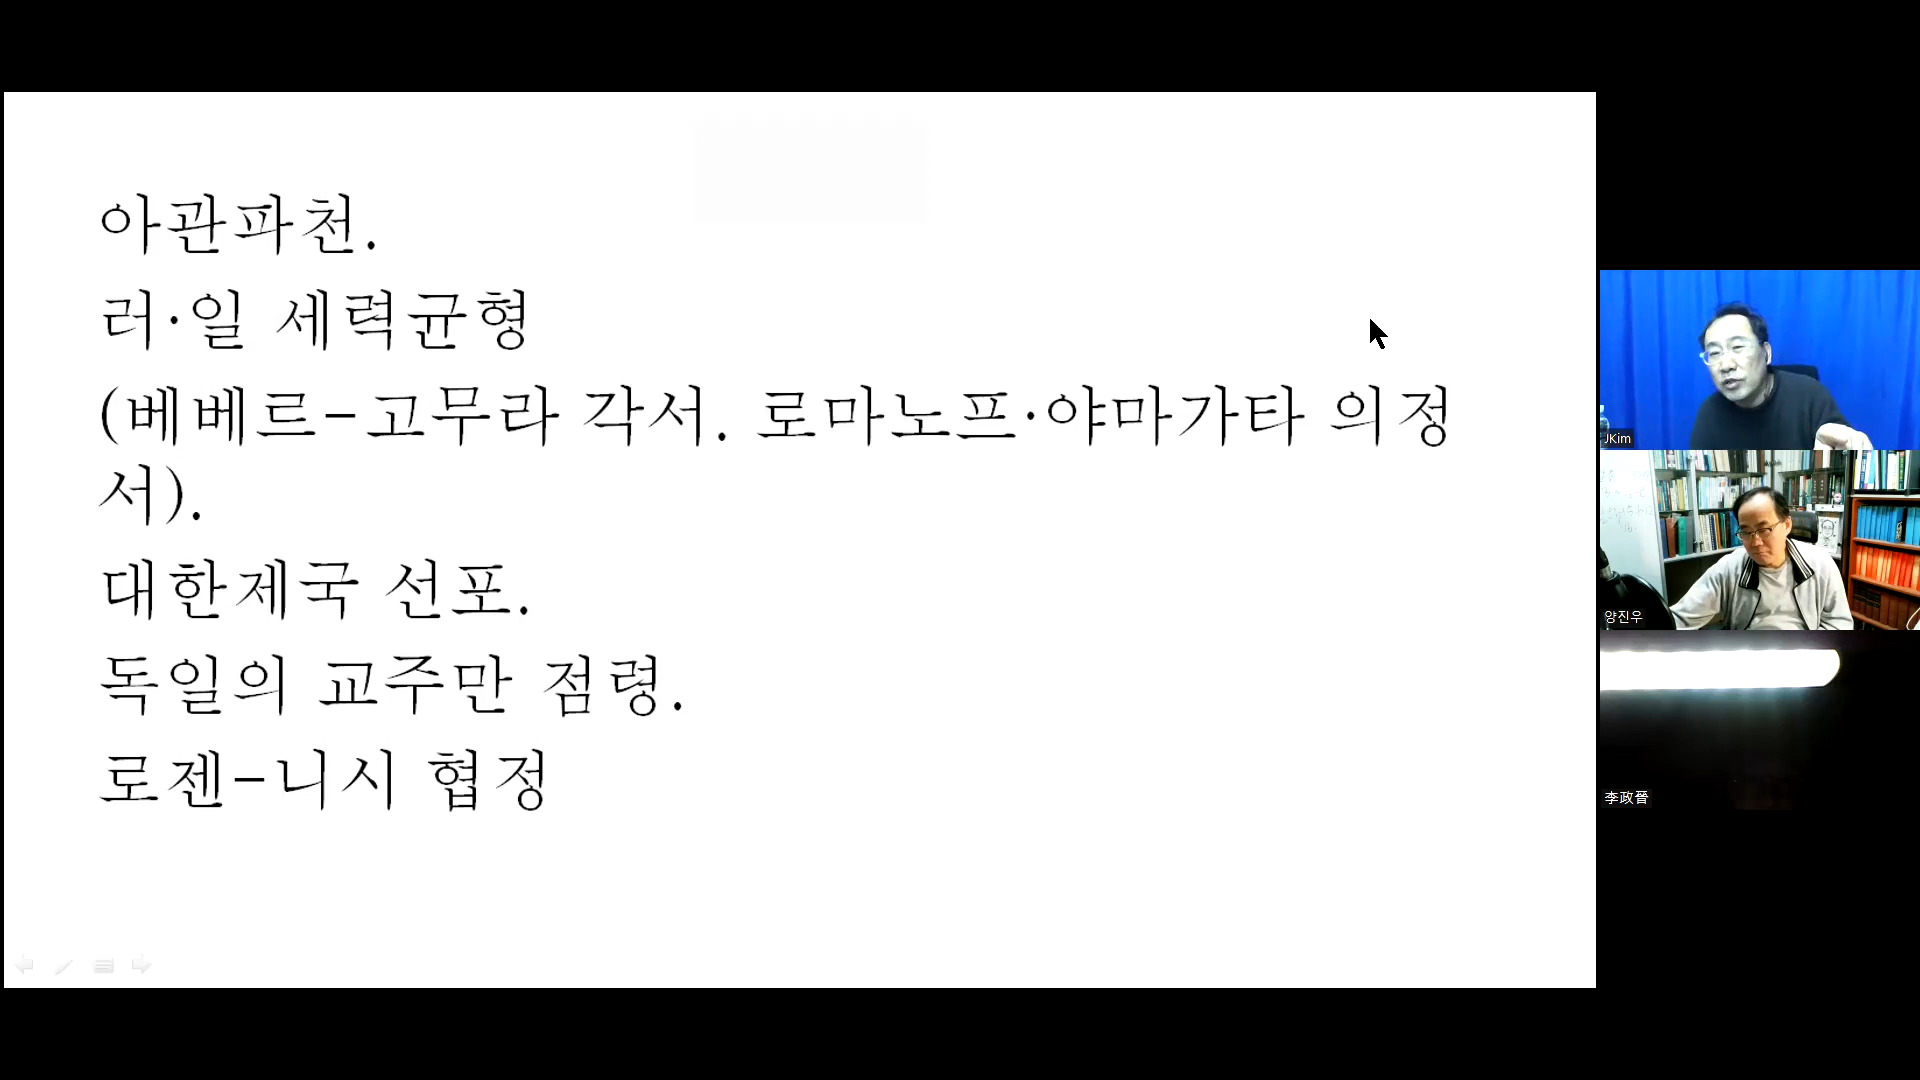 아관파천.
러·일 세력균형
(베베르-고무라 각서. 로마노프·야마가타 의정
서).
대한제국 선포.
독일의 교주만 점령.
로젠-니시 협정
JKim
양진우
李政晉